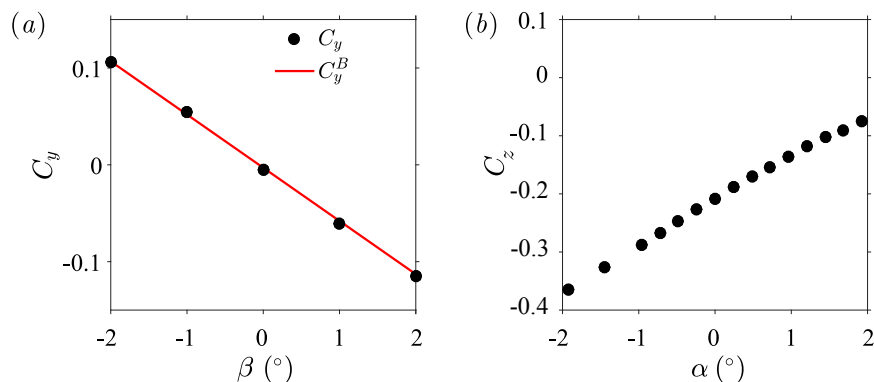 (a)
C_y
C_y^B
0.1
0
-0.1
C_y
-2 -1 0 1 2
β (°)
(b)
0.1
0
-0.1
-0.2
-0.3
-0.4
C_z
-2 -1 0 1 2
α (°)